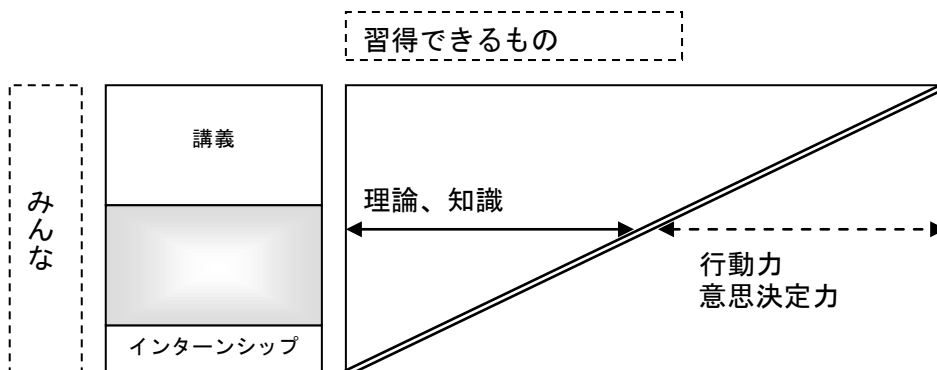 習得できるもの
講義
みんな
理論、知識
行動力
意思決定力
インターンシップ